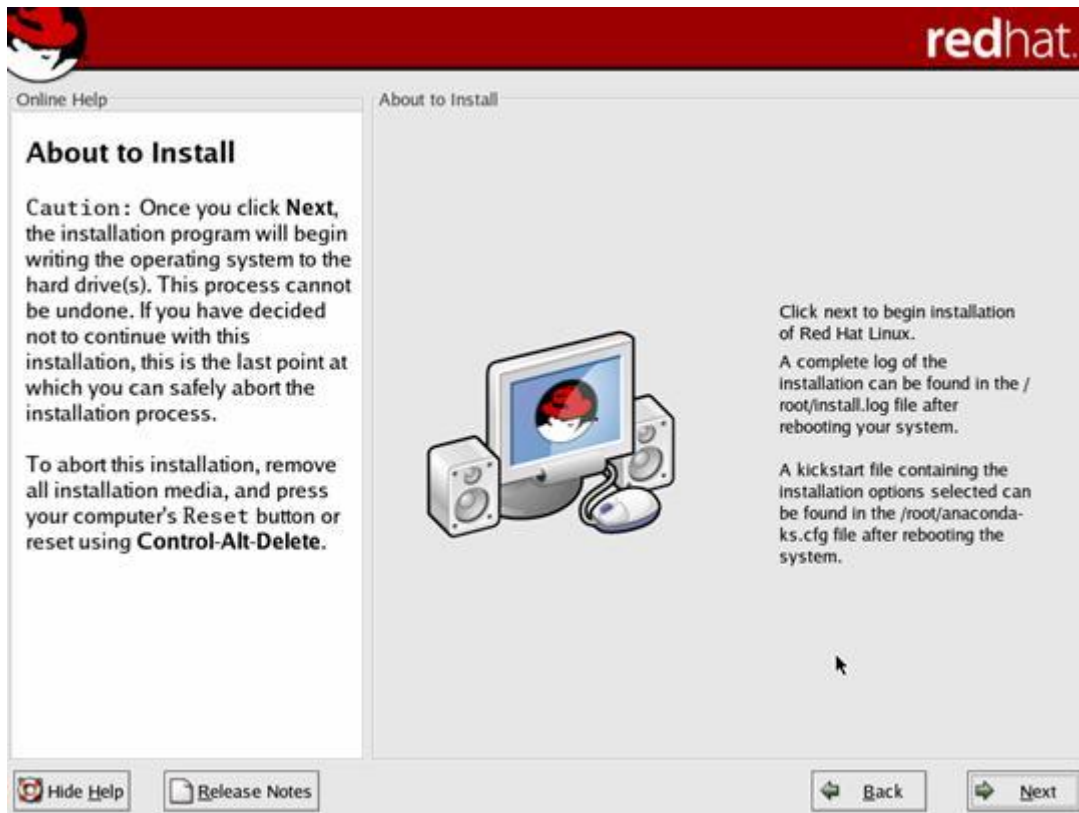 redhat.
Online Help
About to Install
About to Install
Caution: Once you click Next,
the installation program will begin
writing the operating system to the
hard drive(s). This process cannot
be undone. If you have decided
not to continue with this
installation, this is the last point at
which you can safely abort the
installation process.
To abort this installation, remove
all installation media, and press
your computer's Reset button or
reset using Control-Alt-Delete.
Click next to begin installation
of Red Hat Linux.
A complete log of the
installation can be found in the /
root/install.log file after
rebooting your system.
A kickstart file containing the
installation options selected can
be found in the /root/anaconda-
ks.cfg file after rebooting the
system.
Hide Help
Release Notes
Back
Next